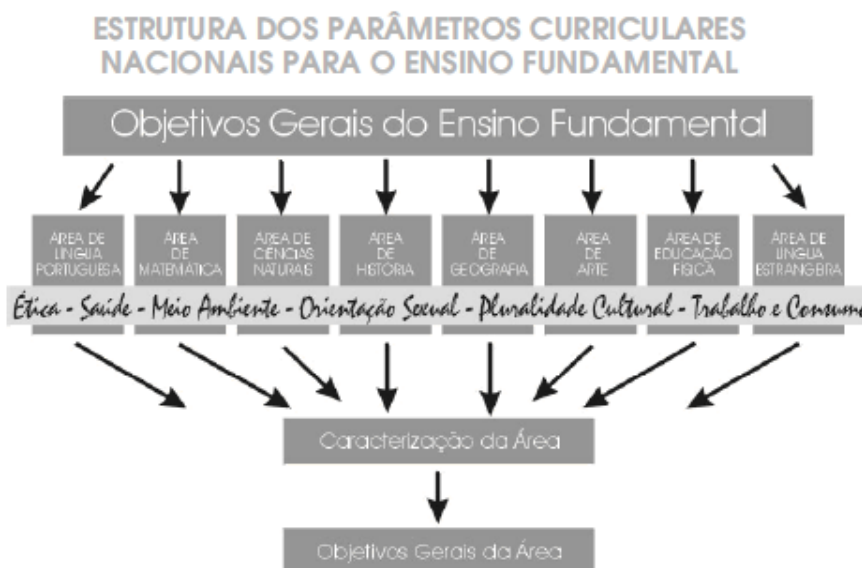 ESTRUTURA DOS PARÂMETROS CURRICULARES
NACIONAIS PARA O ENSINO FUNDAMENTAL
Objetivos Gerais do Ensino Fundamental
ÁREA DE
LÍNGUA
PORTUGUESA
ÁREA
DE
MATEMÁTICA
ÁREA DE
CIÊNCIAS
NATURAIS
ÁREA
DE
HISTÓRIA
ÁREA
DE
GEOGRAFIA
ÁREA
DE
ARTE
ÁREA DE
EDUCAÇÃO
FÍSICA
ÁREA DE
LÍNGUA
ESTRANGEIRA
Ética - Saúde - Meio Ambiente - Orientação Sexual - Pluralidade Cultural - Trabalho e Consumo
Caracterização da Área
Objetivos Gerais da Área